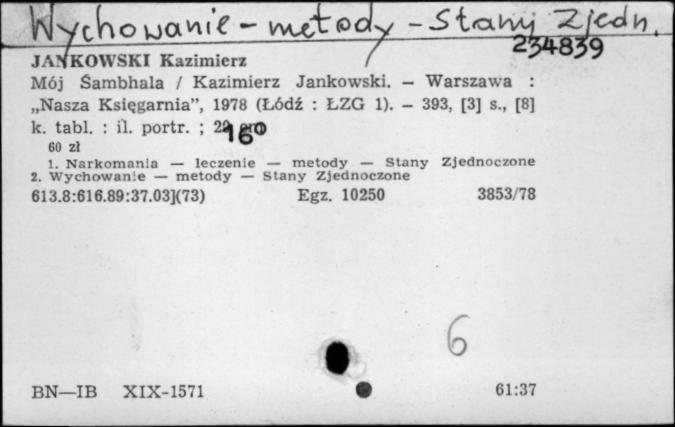 Wychowanie – metody – Stany Zjedn.
234839
JANKOWSKI Kazimierz
Mój Śambhala / Kazimierz Jankowski. — Warszawa :
„Nasza Księgarnia”, 1978 (Łódź : ŁZG 1). — 393, [3] s., [8]
k. tabl. : il. portr. ;
160
60 zł
1. Narkomania — leczenie — metody — Stany Zjednoczone
2. Wychowanie — metody — Stany Zjednoczone
613.8:616.89:37.03](73) Egz. 10250 3853/78
6
BN—IB XIX-1571 61:37